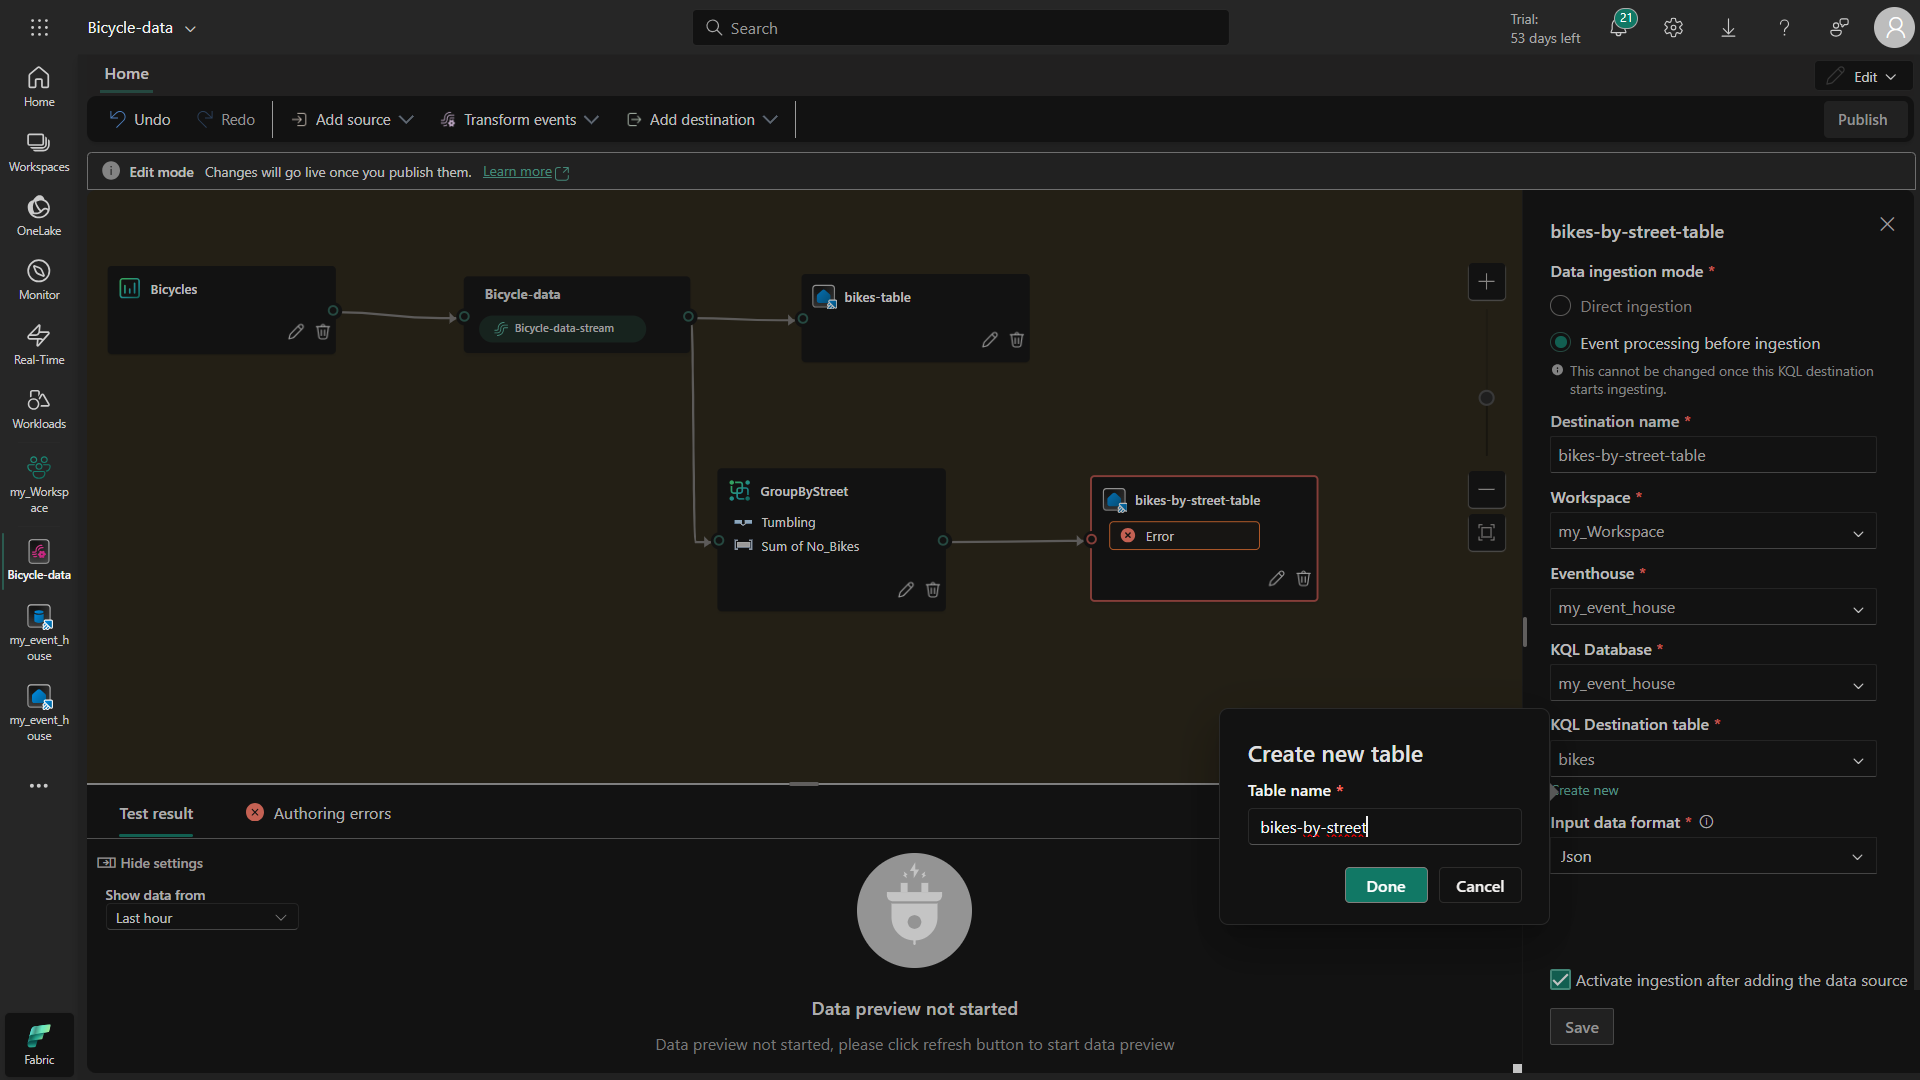 Bicycle-data
Search
Trial:
53 days left
21
Home
Edit
Undo
Redo
Add source
Transform events
Add destination
Publish
Edit mode
Changes will go live once you publish them.
Learn more
Home
Workspaces
OneLake
Monitor
Real-Time
Workloads
my_Worksp
ace
Bicycle-data
my_event_h
ouse
my_event_h
ouse
Fabric
Bicycles
Bicycle-data
Bicycle-data-stream
bikes-table
GroupByStreet
Tumbling
Sum of No_Bikes
bikes-by-street-table
Error
Test result
Authoring errors
Hide settings
Show data from
Last hour
Data preview not started
Data preview not started, please click refresh button to start data preview
Create new table
Table name *
bikes-by-street
Done
Cancel
bikes-by-street-table
Data ingestion mode *
Direct ingestion
Event processing before ingestion
This cannot be changed once this KQL destination
starts ingesting.
Destination name *
bikes-by-street-table
Workspace *
my_Workspace
Eventhouse *
my_event_house
KQL Database *
my_event_house
KQL Destination table *
bikes
Create new
Input data format *
Json
Activate ingestion after adding the data source
Save